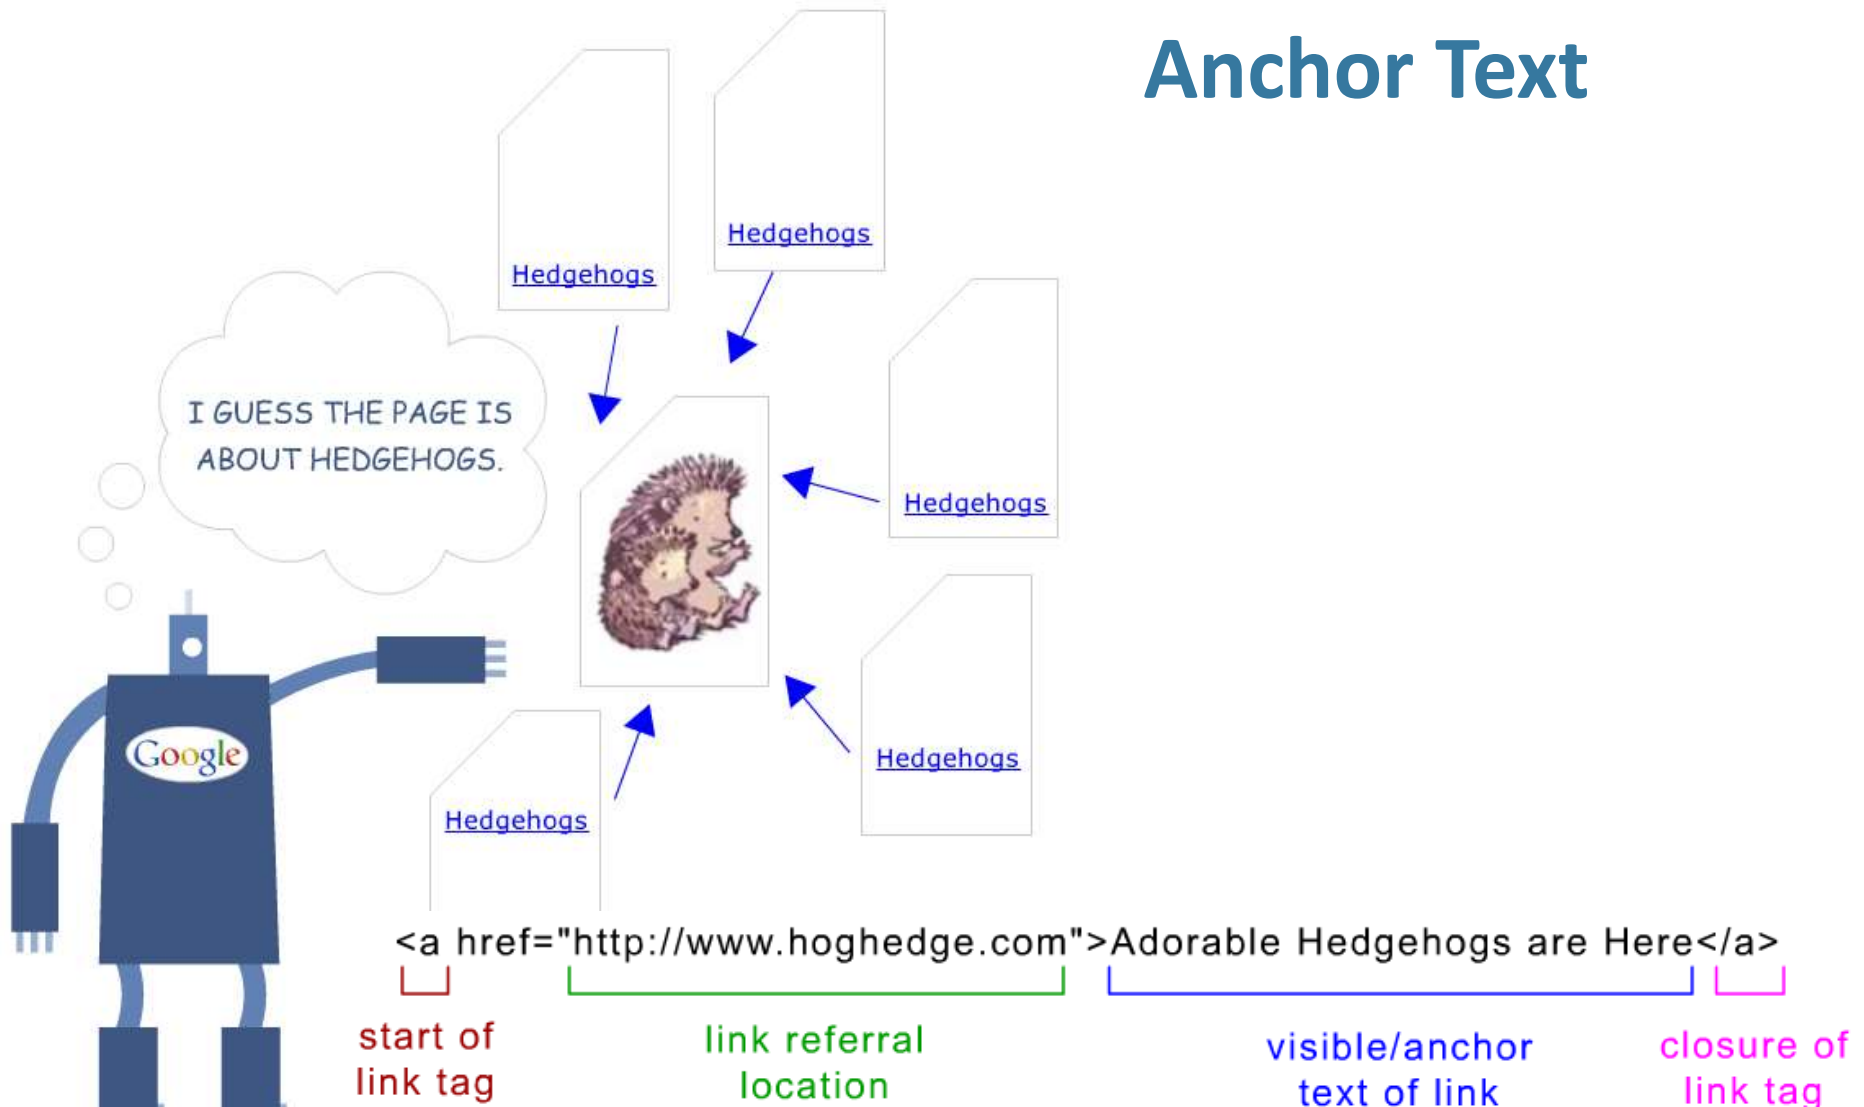 Anchor Text
Hedgehogs
Hedgehogs
I GUESS THE PAGE IS
ABOUT HEDGEHOGS.
Hedgehogs
Hedgehogs
Google
Hedgehogs
<a href="http://www.hoghedge.com">Adorable Hedgehogs are Here</a>
start of
link tag
link referral
location
visible/anchor
text of link
closure of
link tag